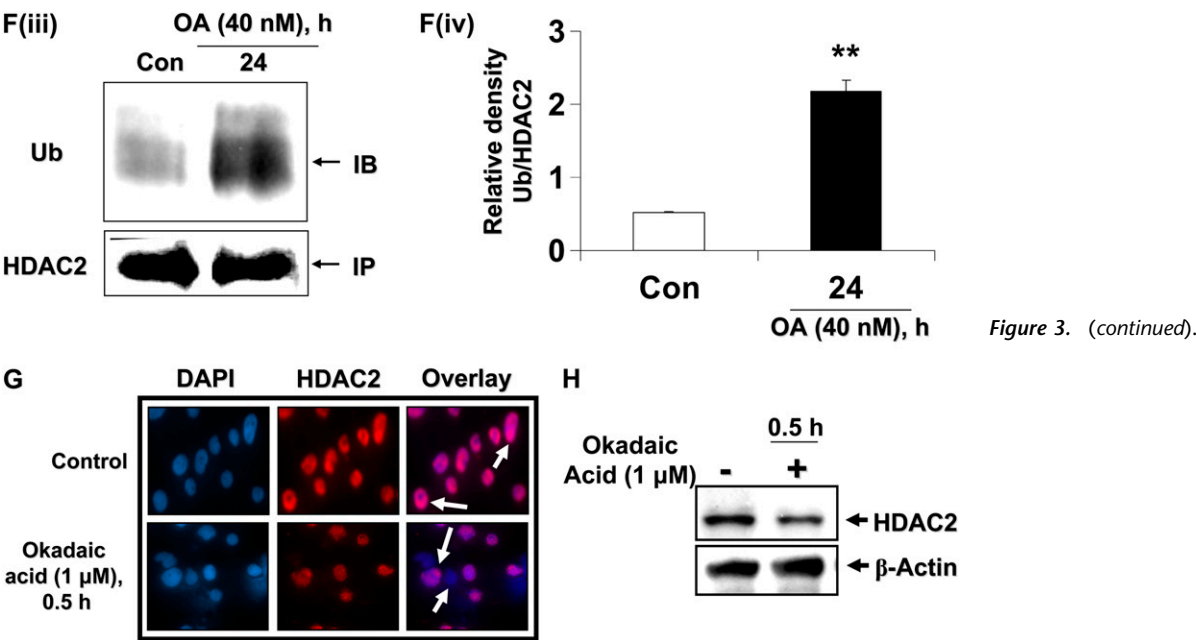 F(iii)
OA (40 nM), h
Con 24
Ub
IB
HDAC2
IP
F(iv)
Relative density
Ub/HDAC2
3
2
1
0
**
Con 24
OA (40 nM), h
Figure 3. (continued).
G
DAPI HDAC2 Overlay
Control
Okadaic
acid (1 μM),
0.5 h
H
0.5 h
Okadaic
Acid (1 μM) - +
HDAC2
β-Actin